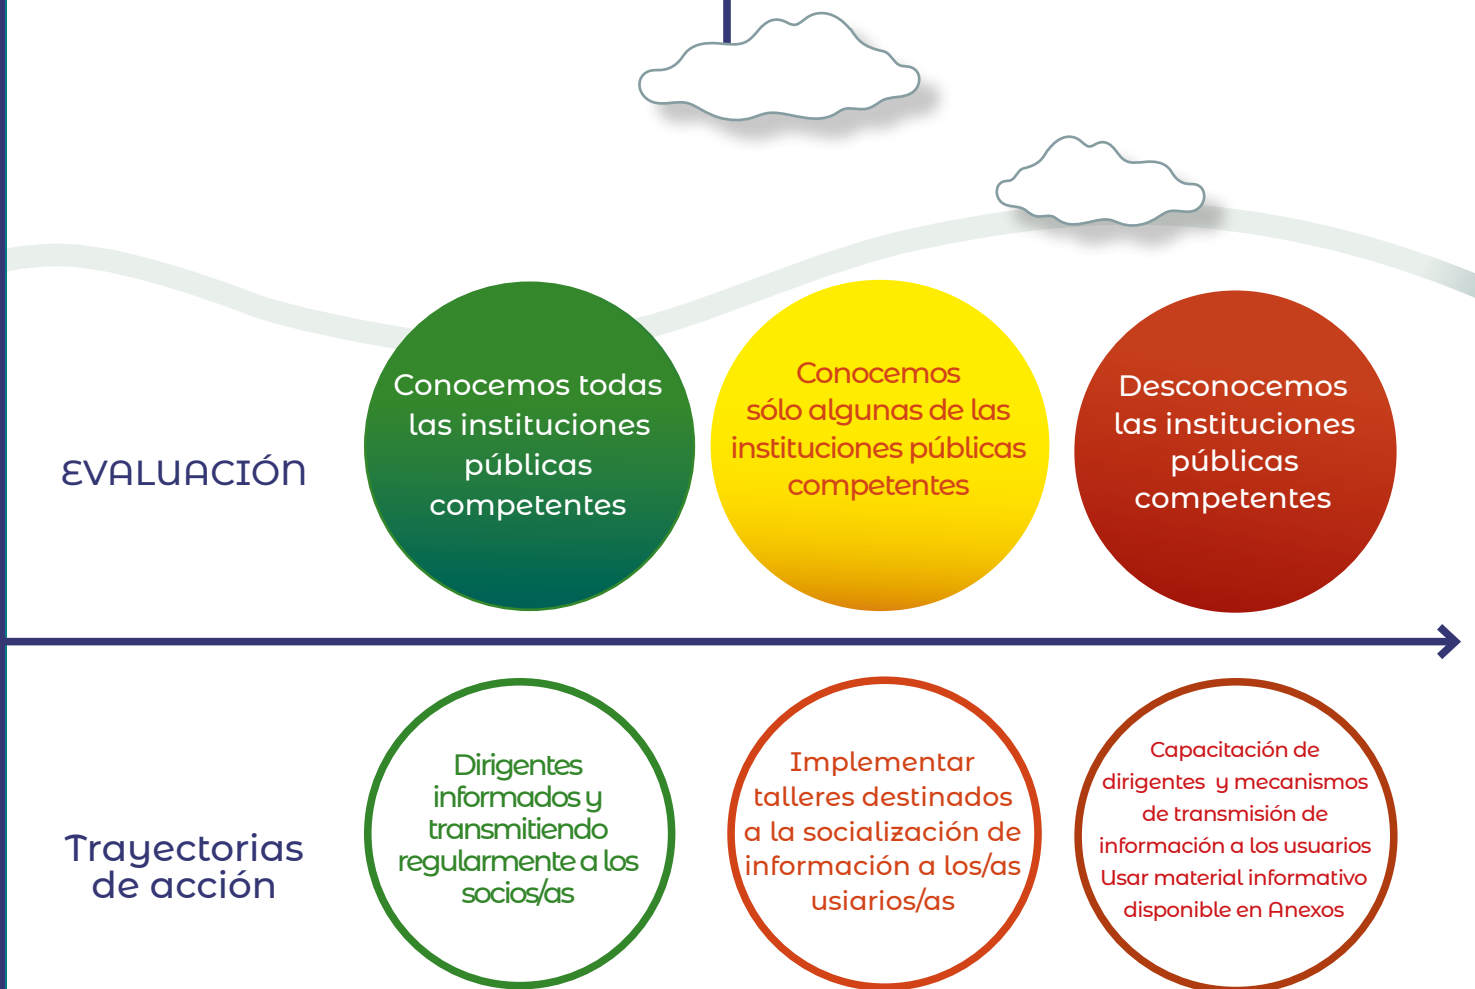 EVALUACIÓN
Conocemos todas
las instituciones
públicas
competentes
Conocemos
sólo algunas de las
instituciones públicas
competentes
Desconocemos
las instituciones
públicas
competentes
Trayectorias
de acción
Dirigentes
informados y
transmitiendo
regularmente a los
socios/as
Implementar
talleres destinados
a la socialización de
información a los/as
usiarios/as
Capacitación de
dirigentes y mecanismos
de transmisión de
información a los usuarios
Usar material informativo
disponible en Anexos